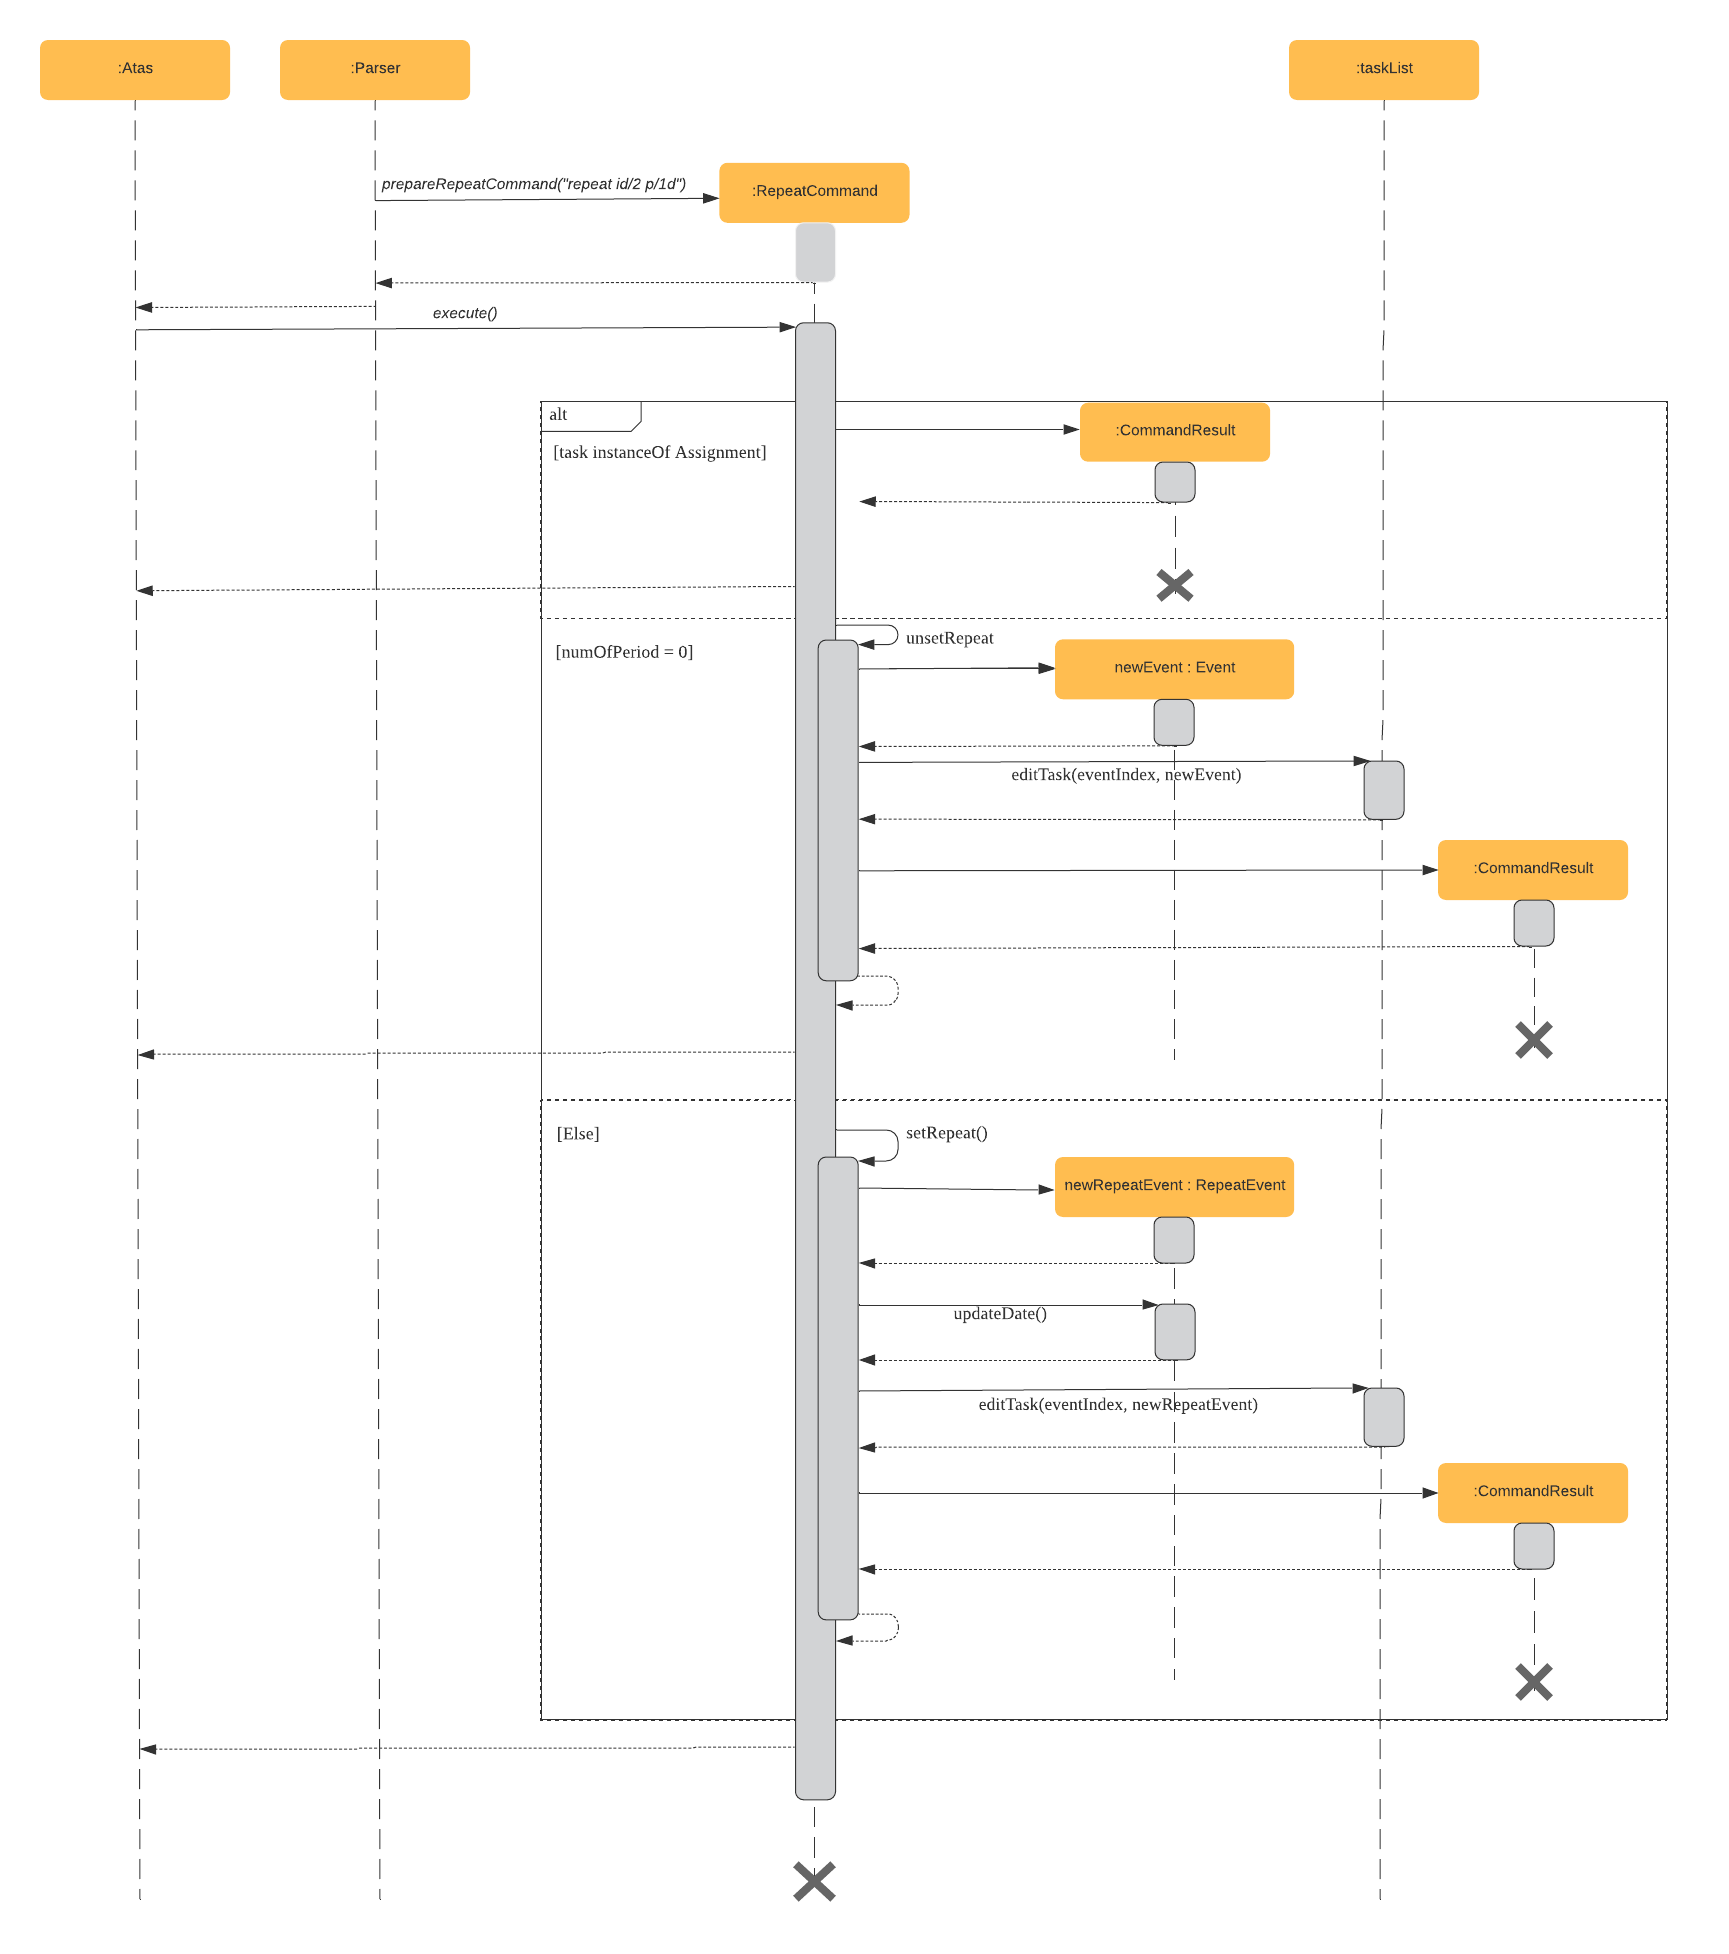 :Atas
:Parser
:taskList
prepareRepeatCommand("repeat id/2 p/1d")
:RepeatCommand
execute()
alt
:CommandResult
[task instanceOf Assignment]
unsetRepeat
[numOfPeriod = 0]
newEvent : Event
editTask(eventIndex, newEvent)
:CommandResult
[Else]
setRepeat()
newRepeatEvent : RepeatEvent
updateDate()
editTask(eventIndex, newRepeatEvent)
:CommandResult